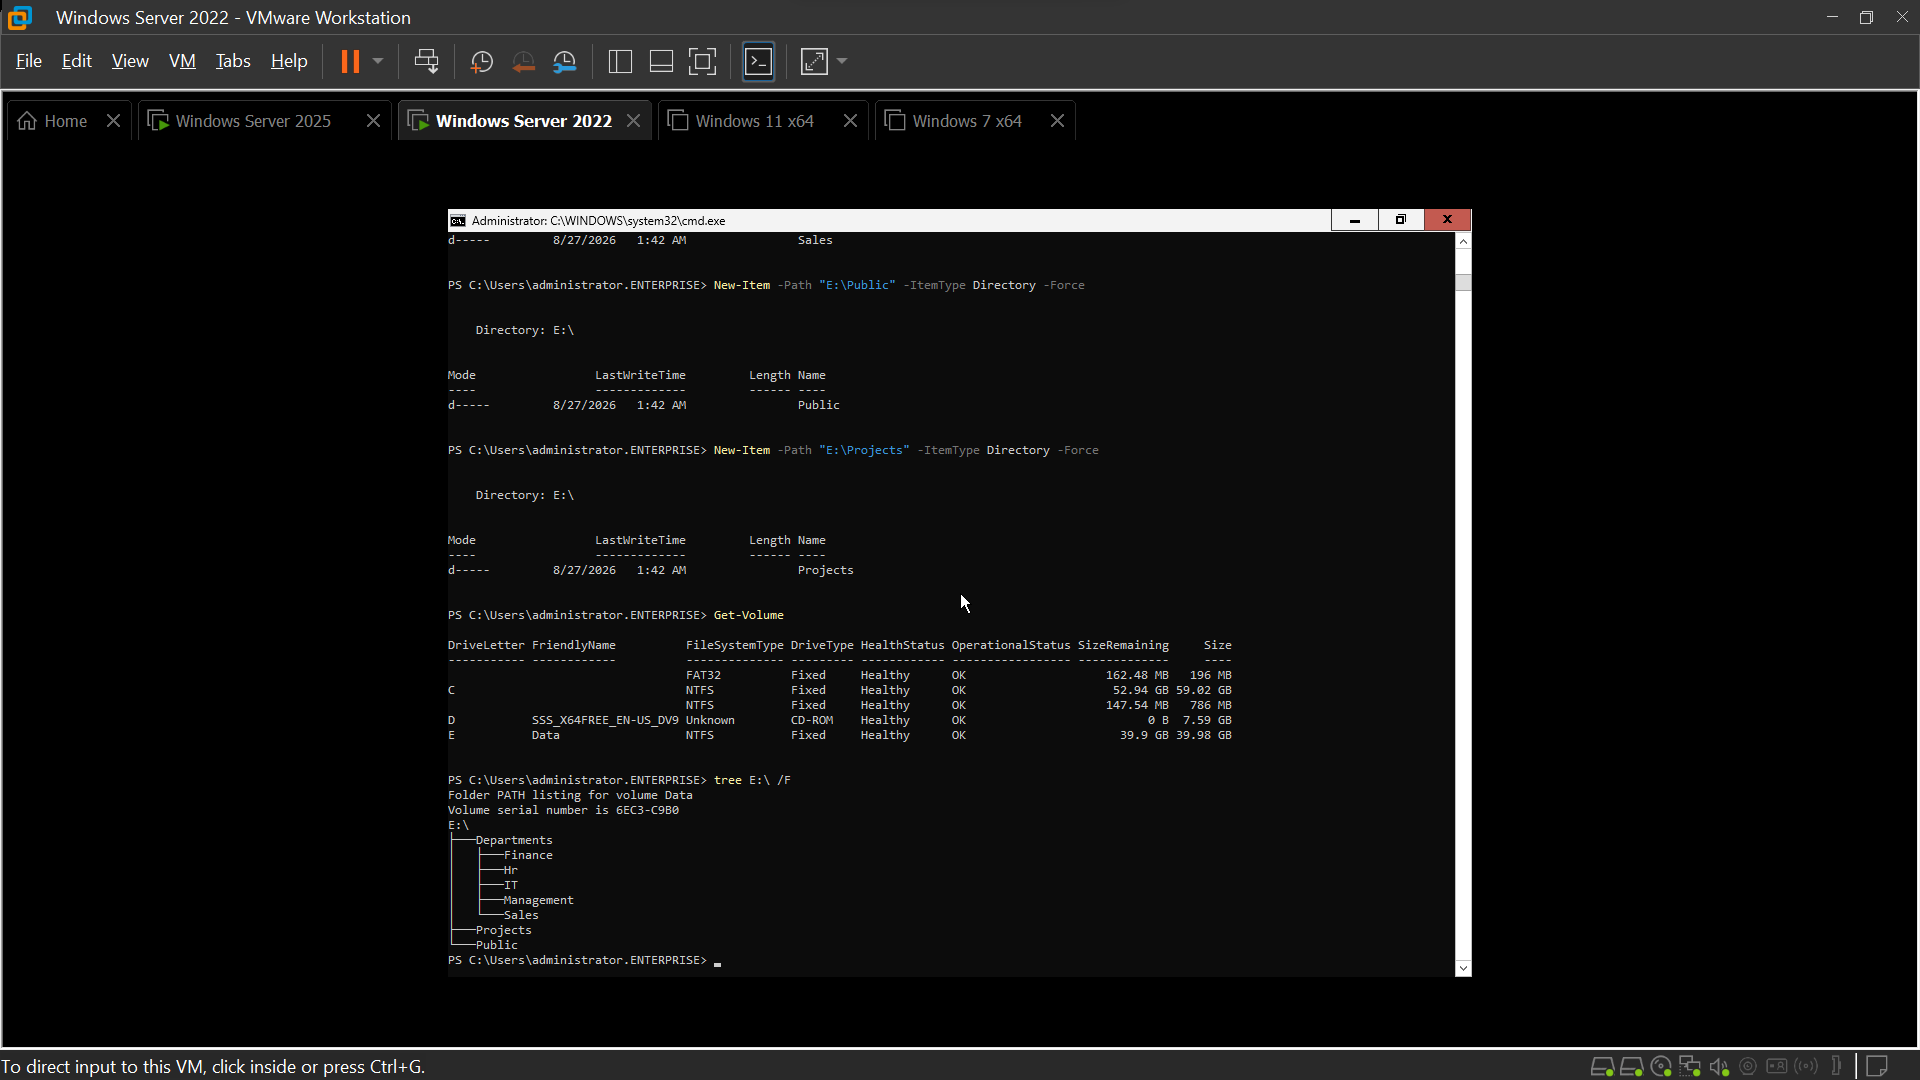 Windows Server 2022 - VMware Workstation
File Edit View VM Tabs Help
Home Windows Server 2025 Windows Server 2022 Windows 11 x64 Windows 7 x64
Administrator: C:\WINDOWS\system32\cmd.exe
d----- 8/27/2026 1:42 AM Sales
PS C:\Users\administrator.ENTERPRISE> New-Item -Path "E:\Public" -ItemType Directory -Force
Directory: E:\
Mode LastWriteTime Length Name
---- ------------- ------ ----
d----- 8/27/2026 1:42 AM Public
PS C:\Users\administrator.ENTERPRISE> New-Item -Path "E:\Projects" -ItemType Directory -Force
Directory: E:\
Mode LastWriteTime Length Name
---- ------------- ------ ----
d----- 8/27/2026 1:42 AM Projects
PS C:\Users\administrator.ENTERPRISE> Get-Volume
DriveLetter FriendlyName FileSystemType DriveType HealthStatus OperationalStatus SizeRemaining Size
----------- ------------ -------------- --------- ------------ ----------------- ------------- ----
FAT32 Fixed Healthy OK 162.48 MB 196 MB
C NTFS Fixed Healthy OK 52.94 GB 59.02 GB
NTFS Fixed Healthy OK 147.54 MB 786 MB
D SSS_X64FREE_EN-US_DV9 Unknown CD-ROM Healthy OK 0 B 7.59 GB
E Data NTFS Fixed Healthy OK 39.9 GB 39.98 GB
PS C:\Users\administrator.ENTERPRISE> tree E:\ /F
Folder PATH listing for volume Data
Volume serial number is 6EC3-C9B0
E:\
├───Departments
│   ├───Finance
│   ├───Hr
│   ├───IT
│   ├───Management
│   └───Sales
├───Projects
└───Public
PS C:\Users\administrator.ENTERPRISE> _
To direct input to this VM, click inside or press Ctrl+G.